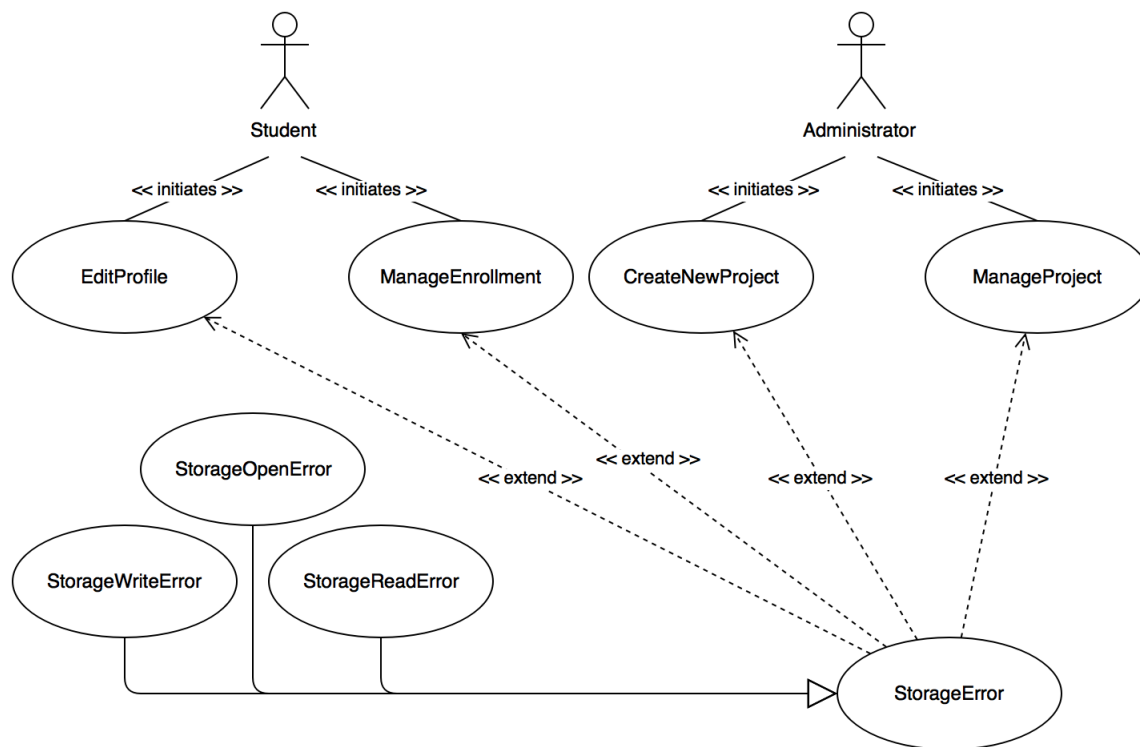 Student
Administrator
<< initiates >>
<< initiates >>
<< initiates >>
<< initiates >>
EditProfile
ManageEnrollment
CreateNewProject
ManageProject
<< extend >>
<< extend >>
<< extend >>
<< extend >>
StorageOpenError
StorageWriteError
StorageReadError
StorageError